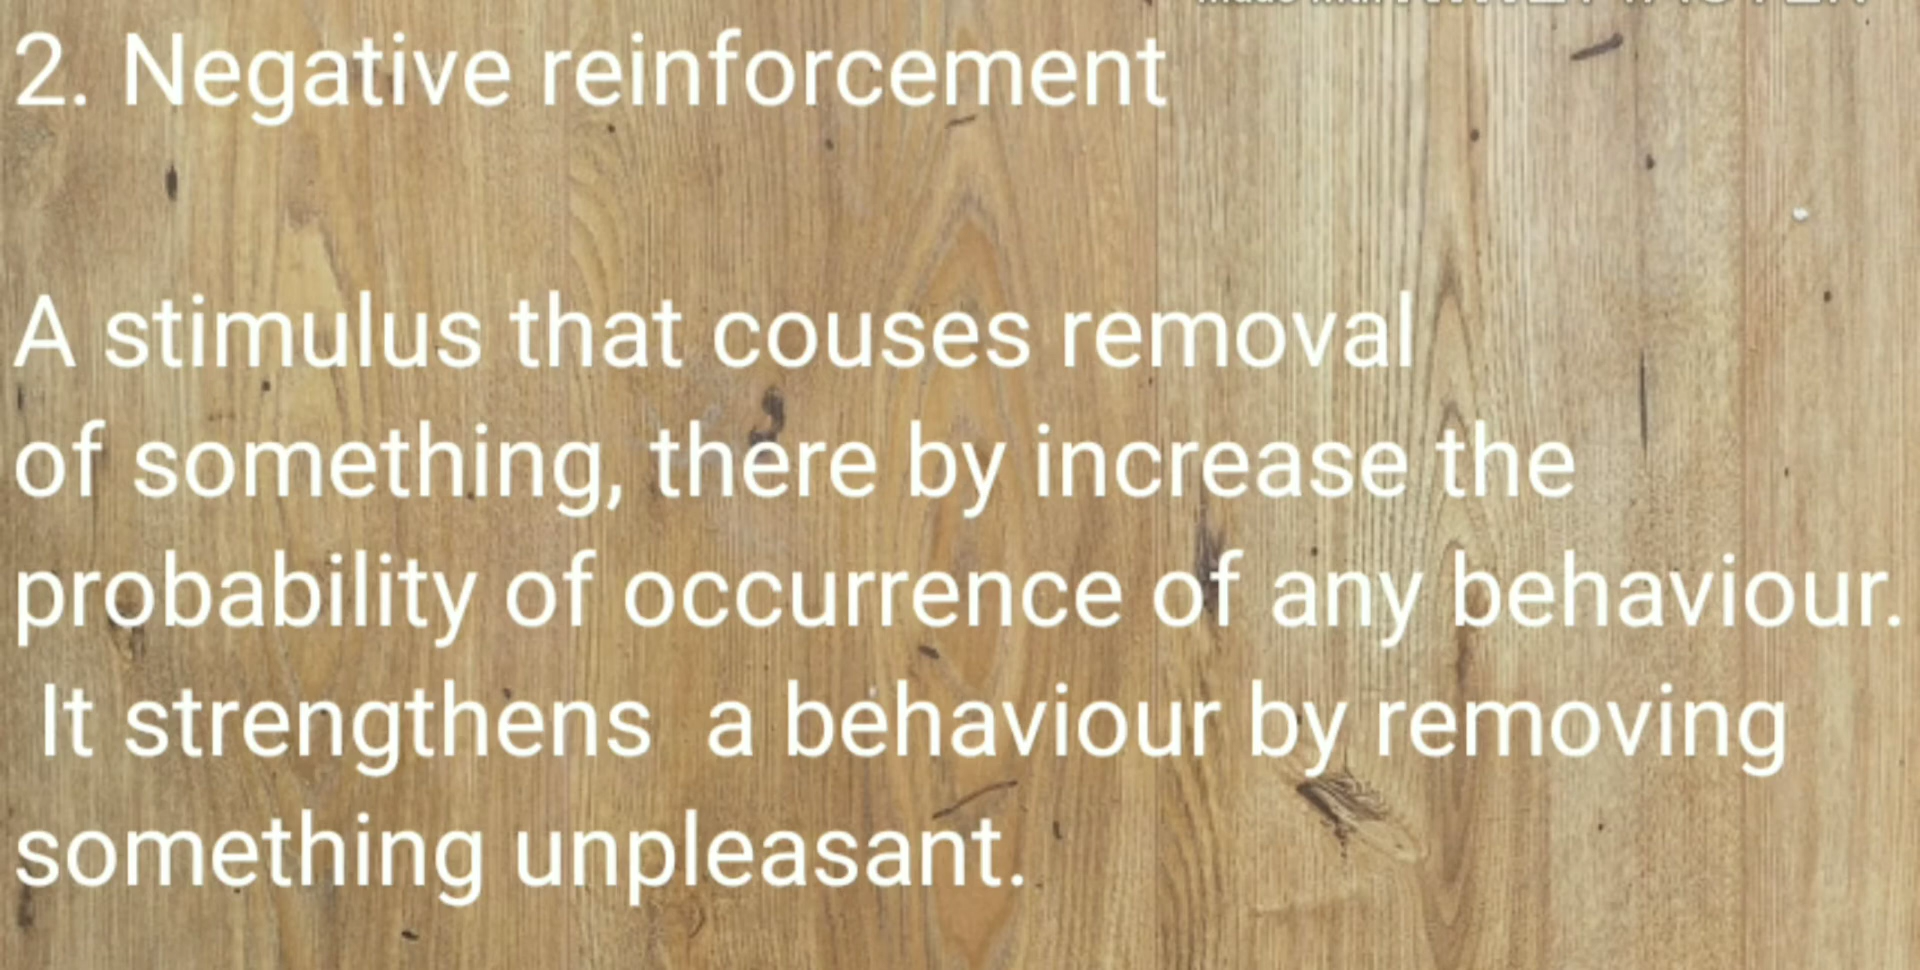 2. Negative reinforcement
A stimulus that couses removal
of something, there by increase the
probability of occurrence of any behaviour.
It strengthens a behaviour by removing
something unpleasant.